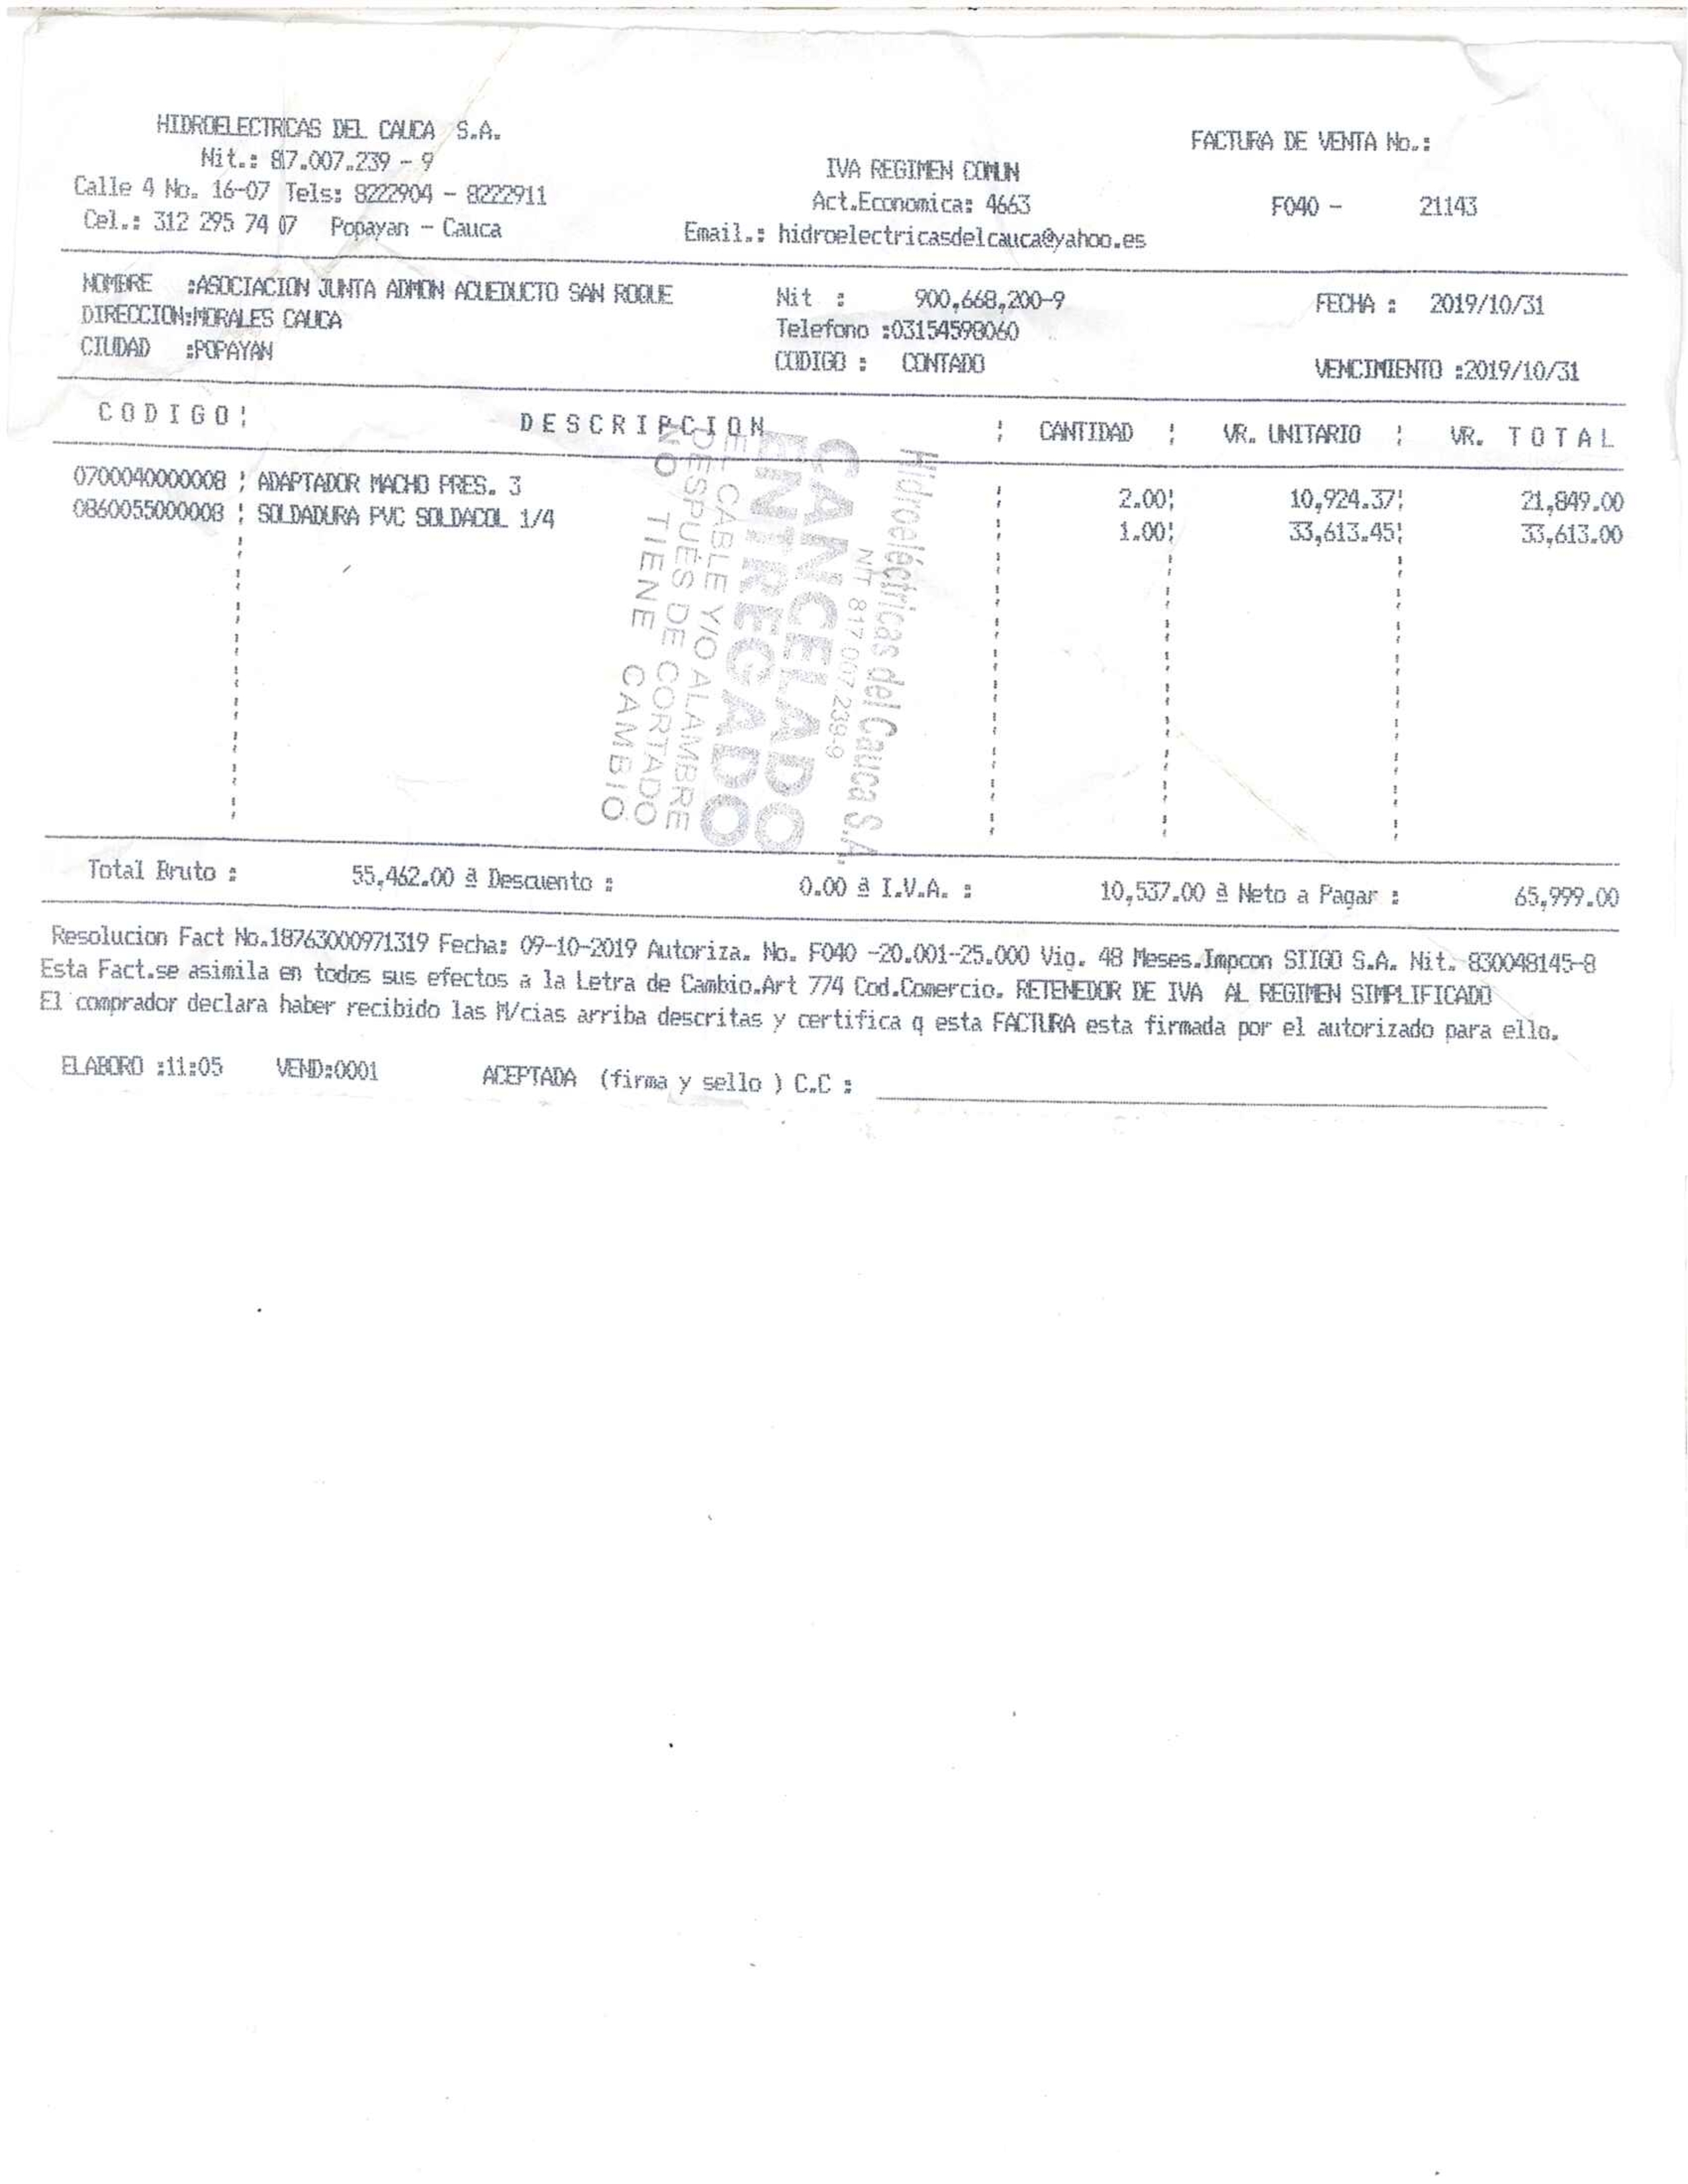 HIDROELECTRICAS DEL CAUCA S.A.
Nit.: 817.007.239 - 9
Calle 4 No. 16-07 Tels: 8222904 - 8222911
Cel.: 312 295 74 07 Popayan - Cauca
IVA REGIMEN COMUN
Act.Economica: 4663
Email.: hidroelectricasdelcauca@yahoo.es
FACTURA DE VENTA No.:
F040 - 21143
NOMBRE :ASOCIACION JUNTA ADMON ACUEDUCTO SAN ROQUE
DIRECCION:MORALES CAUCA
CIUDAD :POPAYAN
Nit : 900,668,200-9
Telefono :03154598060
CODIGO : CONTADO
FECHA : 2019/10/31
VENCIMIENTO :2019/10/31
CODIGO¦ DESCRIPCION ¦ CANTIDAD ¦ VR. UNITARIO ¦ VR. TOTAL
0700040000008 ¦ ADAPTADOR MACHO PRES. 3 ¦ 2.00¦ 10,924.37¦ 21,849.00
0860055000008 ¦ SOLDADURA PVC SOLDACOL 1/4 ¦ 1.00¦ 33,613.45¦ 33,613.00
Hidroeléctricas del Cauca S.A.
NIT 817 007 239-9
CANCELADO
ENTREGADO
EL CABLE Y/O ALAMBRE
DESPUÉS DE CORTADO
NO TIENE CAMBIO
Total Bruto : 55,462.00 ª Descuento : 0.00 ª I.V.A. : 10,537.00 ª Neto a Pagar : 65,999.00
Resolucion Fact No.18763000971319 Fecha: 09-10-2019 Autoriza. No. F040 -20.001-25.000 Vig. 48 Meses.Impcon SIIGO S.A. Nit. 830048145-8
Esta Fact.se asimila en todos sus efectos a la Letra de Cambio.Art 774 Cod.Comercio. RETENEDOR DE IVA AL REGIMEN SIMPLIFICADO
El comprador declara haber recibido las M/cias arriba descritas y certifica q esta FACTURA esta firmada por el autorizado para ello.
ELABORO :11:05 VEND:0001 ACEPTADA (firma y sello ) C.C :